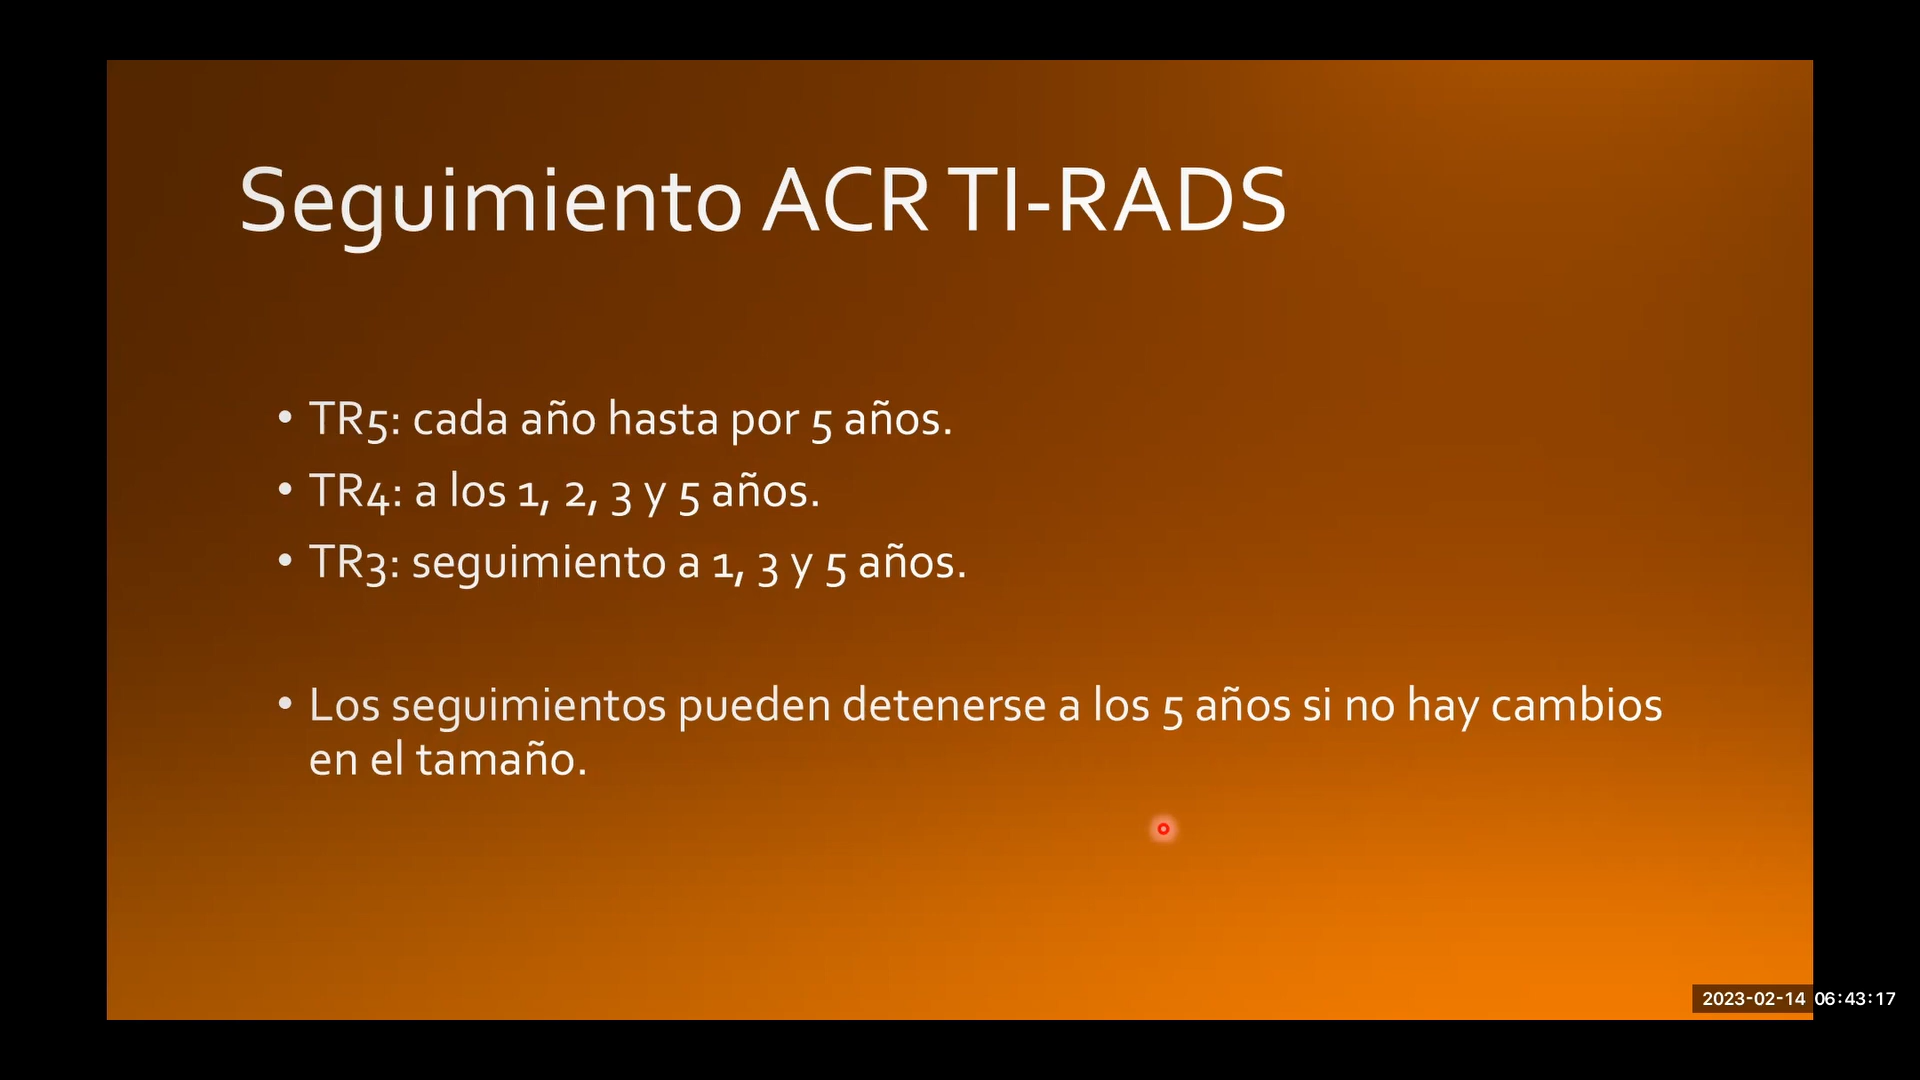 Seguimiento ACR TI-RADS
• TR5: cada año hasta por 5 años.
• TR4: a los 1, 2, 3 y 5 años.
• TR3: seguimiento a 1, 3 y 5 años.
• Los seguimientos pueden detenerse a los 5 años si no hay cambios
en el tamaño.
2023-02-14 06:43:17